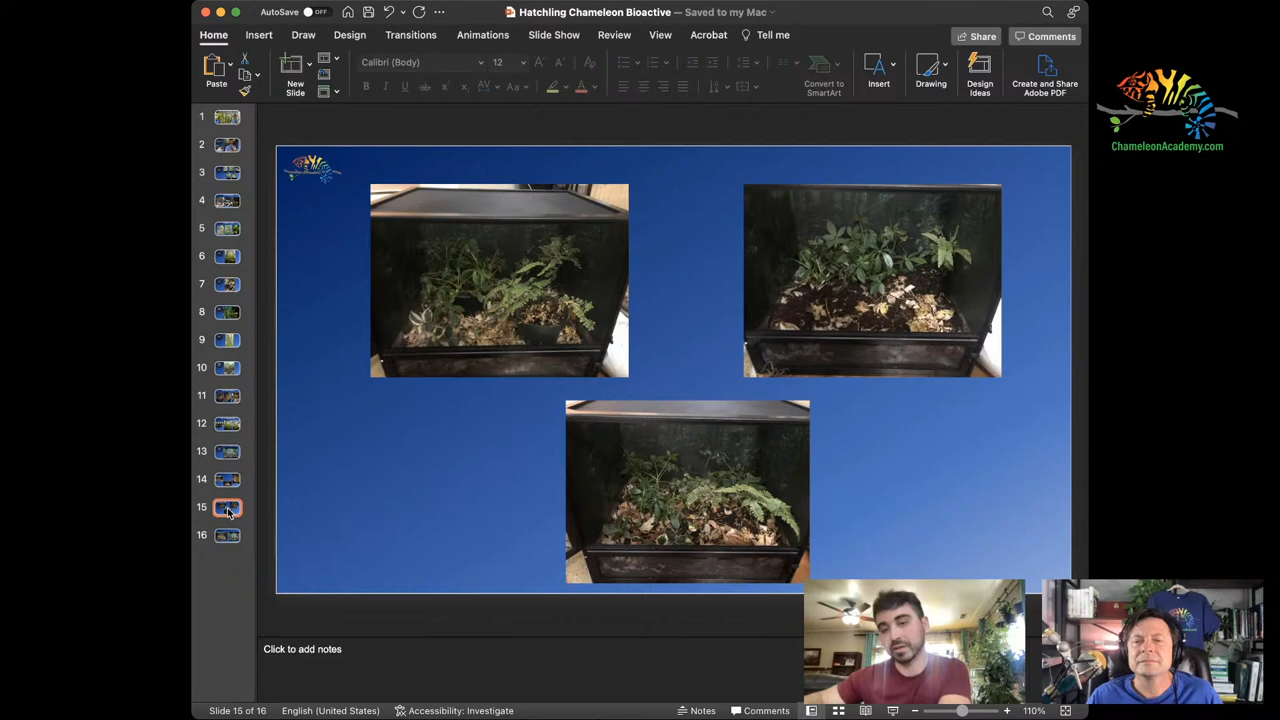 AutoSave OFF
Hatchling Chameleon Bioactive — Saved to my Mac
Home Insert Draw Design Transitions Animations Slide Show Review View Acrobat Tell me
Share Comments
Calibri (Body) 12
Paste
New
Slide
Convert to
SmartArt
Insert
Drawing
Design
Ideas
Create and Share
Adobe PDF
ChameleonAcademy.com
1
2
3
4
5
6
7
8
9
10
11
12
13
14
15
16
Click to add notes
Slide 15 of 16 English (United States) Accessibility: Investigate Notes Comments 110%